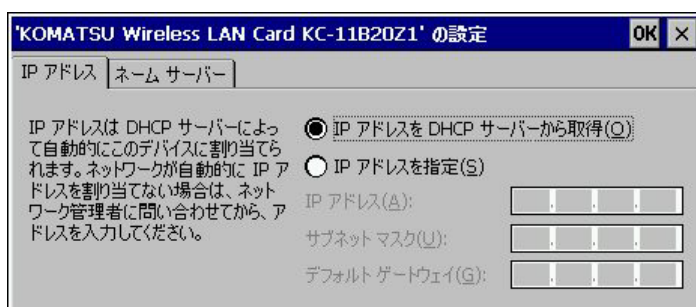 'KOMATSU Wireless LAN Card KC-11B20Z1' の設定
OK ×
IP アドレス ネーム サーバー
IP アドレスは DHCP サーバーによっ
て自動的にこのデバイスに割り当てら
れます。ネットワークが自動的に IP ア
ドレスを割り当てない場合は、ネット
ワーク管理者に問い合わせてから、ア
ドレスを入力してください。
IP アドレスを DHCP サーバーから取得(O)
IP アドレスを指定(S)
IP アドレス(A):
サブネット マスク(U):
デフォルト ゲートウェイ(G):